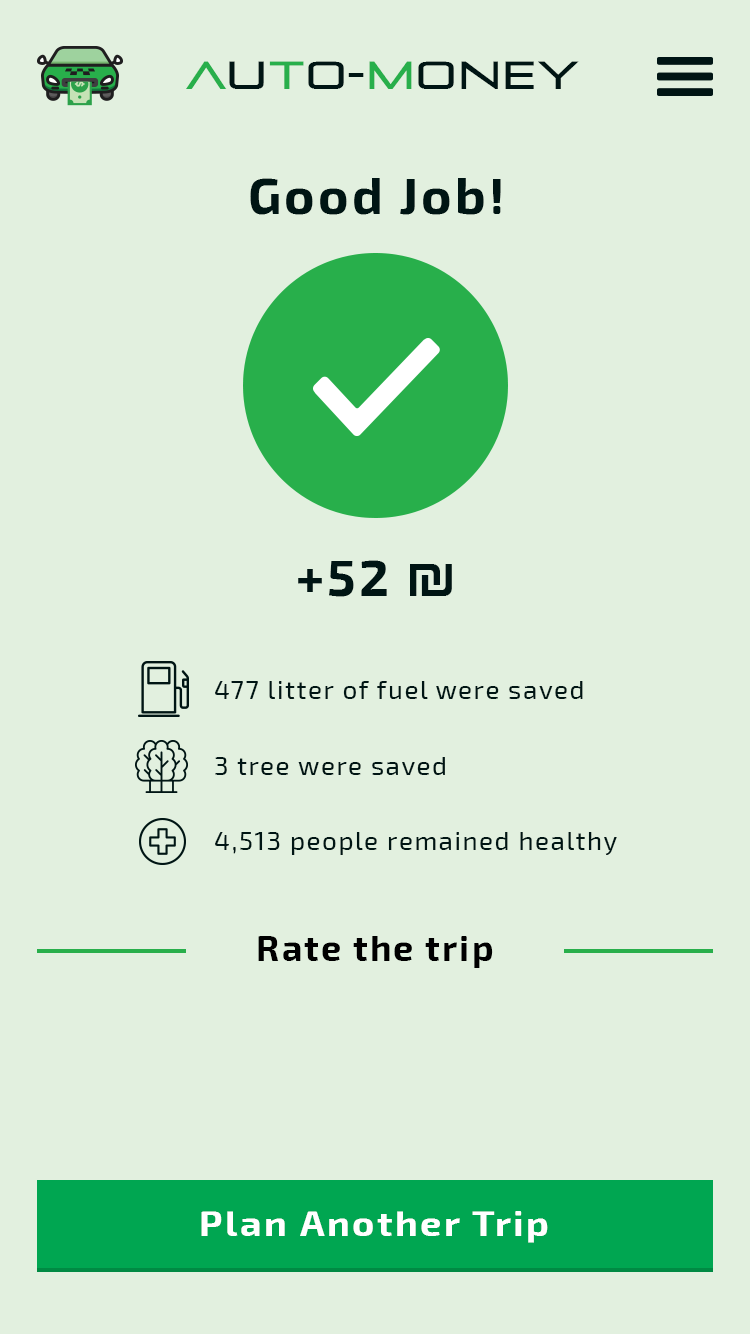 AUTO-MONEY
Good Job!
+52 ₪
477 litter of fuel were saved
3 tree were saved
4,513 people remained healthy
Rate the trip
Plan Another Trip